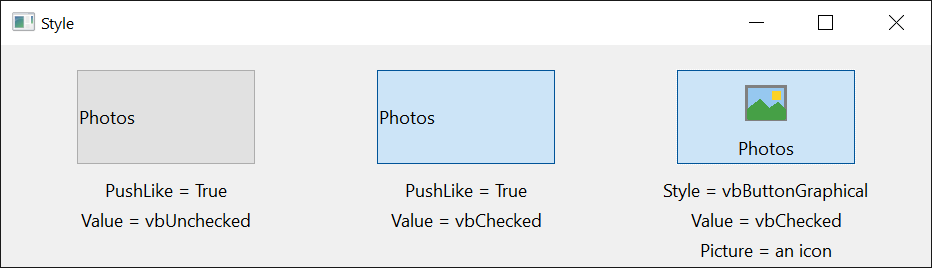 Style
Photos
PushLike = True
Value = vbUnchecked
Photos
PushLike = True
Value = vbChecked
Photos
Style = vbButtonGraphical
Value = vbChecked
Picture = an icon